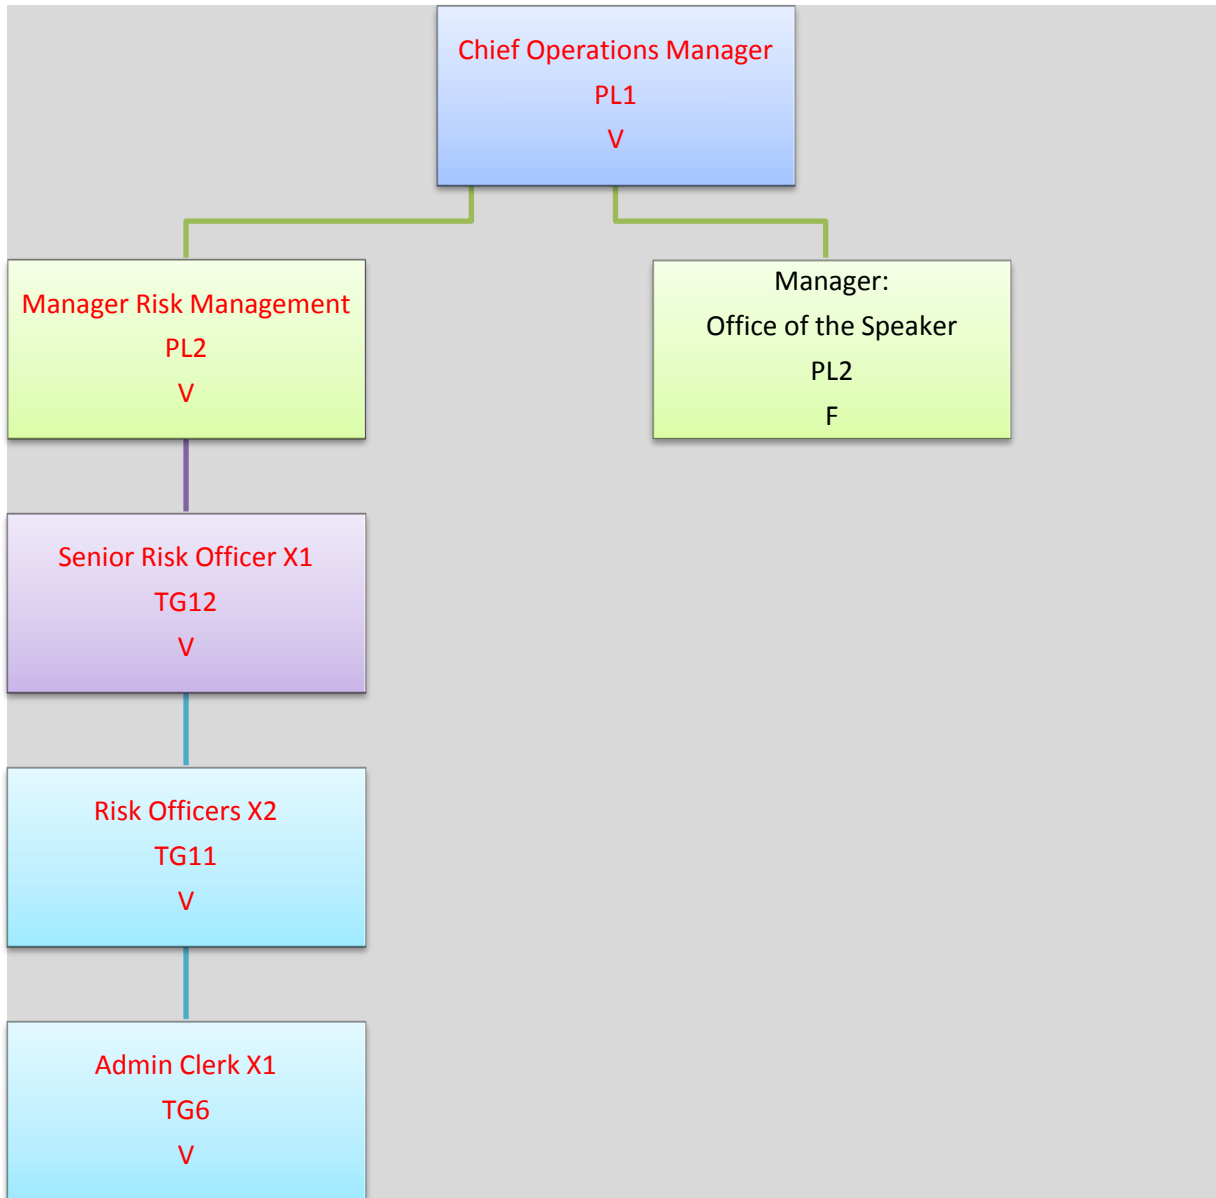 Chief Operations Manager
PL1
V
Manager Risk Management
PL2
V
Manager:
Office of the Speaker
PL2
F
Senior Risk Officer X1
TG12
V
Risk Officers X2
TG11
V
Admin Clerk X1
TG6
V